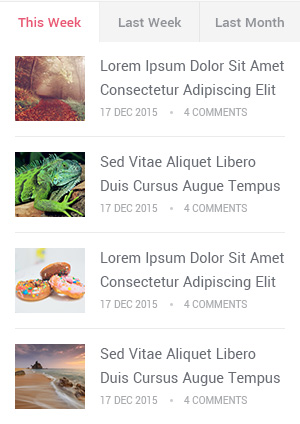 This Week
Last Week
Last Month
Lorem Ipsum Dolor Sit Amet
Consectetur Adipiscing Elit
17 DEC 2015 • 4 COMMENTS
Sed Vitae Aliquet Libero
Duis Cursus Augue Tempus
17 DEC 2015 • 4 COMMENTS
Lorem Ipsum Dolor Sit Amet
Consectetur Adipiscing Elit
17 DEC 2015 • 4 COMMENTS
Sed Vitae Aliquet Libero
Duis Cursus Augue Tempus
17 DEC 2015 • 4 COMMENTS